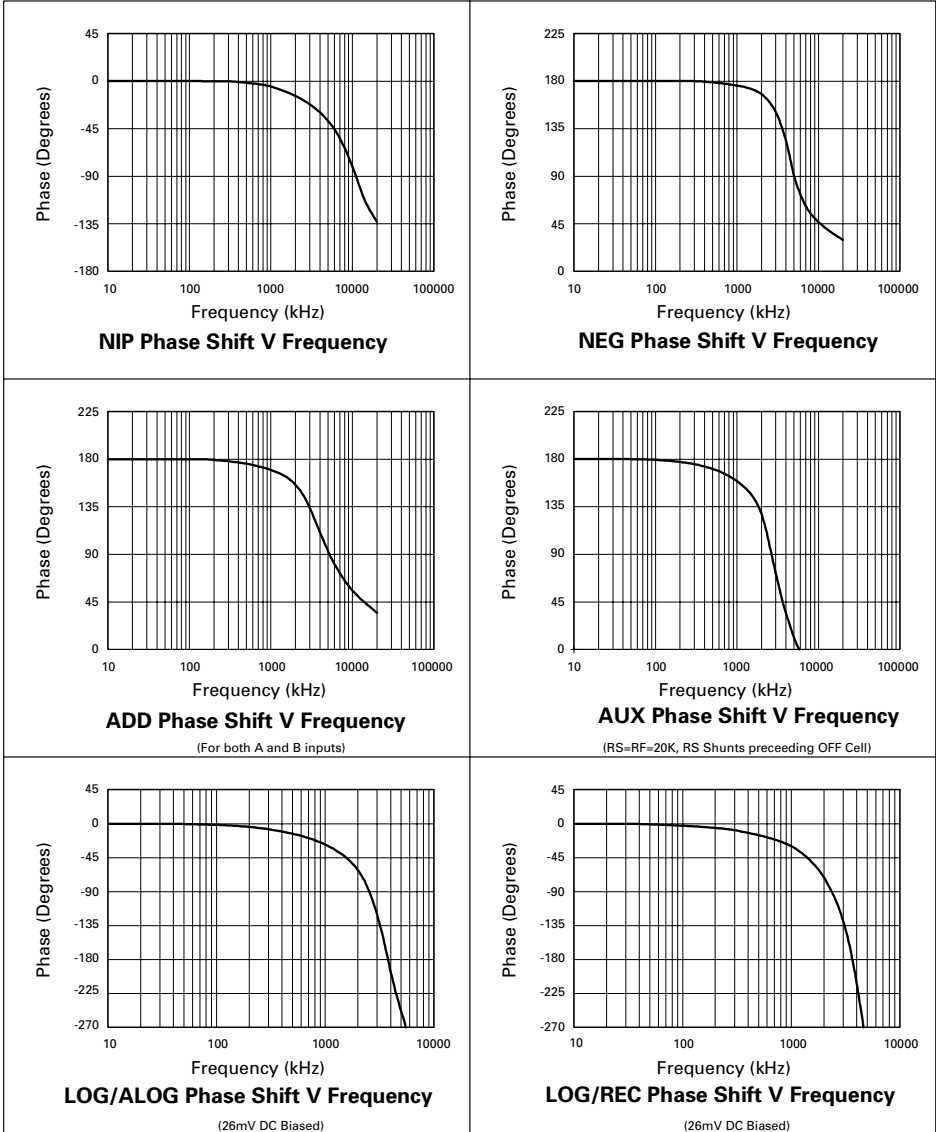 45
0
-45
-90
-135
-180
Phase (Degrees)
10 100 1000 10000 100000
Frequency (kHz)
NIP Phase Shift V Frequency
225
180
135
90
45
0
Phase (Degrees)
10 100 1000 10000 100000
Frequency (kHz)
NEG Phase Shift V Frequency
225
180
135
90
45
0
Phase (Degrees)
10 100 1000 10000 100000
Frequency (kHz)
ADD Phase Shift V Frequency
(For both A and B inputs)
225
180
135
90
45
0
Phase (Degrees)
10 100 1000 10000 100000
Frequency (kHz)
AUX Phase Shift V Frequency
(RS=RF=20K, RS Shunts preceeding OFF Cell)
45
0
-45
-90
-135
-180
-225
-270
Phase (Degrees)
10 100 1000 10000
Frequency (kHz)
LOG/ALOG Phase Shift V Frequency
(26mV DC Biased)
45
0
-45
-90
-135
-180
-225
-270
Phase (Degrees)
10 100 1000 10000
Frequency (kHz)
LOG/REC Phase Shift V Frequency
(26mV DC Biased)